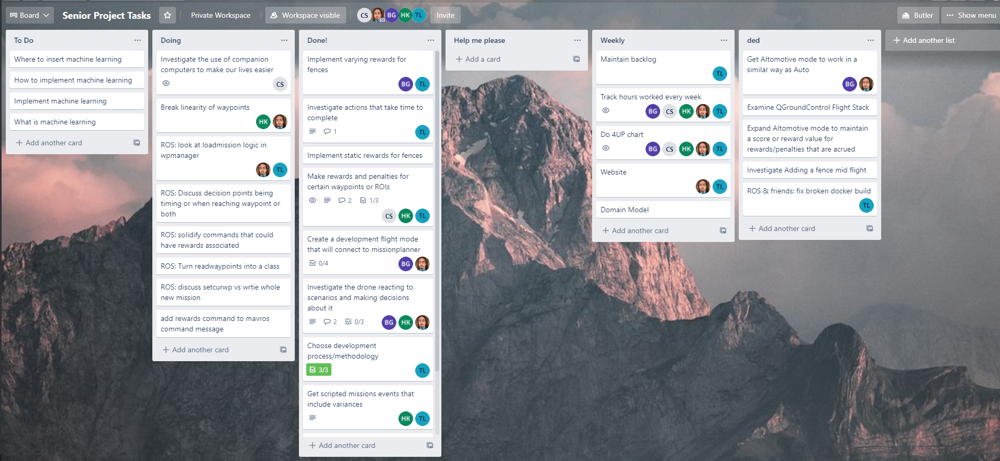 Board
Senior Project Tasks
Private Workspace
Workspace visible
CS
BG
HK
TL
Invite
Butler
Show menu
To Do
Where to insert machine learning
How to implement machine learning
Implement machine learning
What is machine learning
+ Add another card
Doing
Investigate the use of companion
computers to make our lives easier
CS
Break linearity of waypoints
HK
ROS: look at loadmission logic in
wpmanager
TL
ROS: Discuss decision points being
timing or when reaching waypoint or
both
ROS: solidify commands that could
have rewards associated
ROS: Turn readwaypoints into a class
ROS: discuss setcurwp vs wrtie whole
new mission
add rewards command to mavros
command message
+ Add another card
Done!
Implement varying rewards for
fences
BG TL
Investigate actions that take time to
complete
1 TL
Implement static rewards for fences
Make rewards and penalties for
certain waypoints or ROIs
2 1/3
CS HK TL
Create a development flight mode
that will connect to missionplanner
0/4 BG
Investigate the drone reacting to
scenarios and making decisions
about it
2 0/3 BG HK
Choose development
process/methodology
3/3 TL
Get scripted missions events that
include variances
HK TL
+ Add another card
Help me please
+ Add a card
Weekly
Maintain backlog
TL
Track hours worked every week
BG CS HK TL
Do 4UP chart
BG CS HK TL
Website
TL
Domain Model
+ Add another card
ded
Get AItomotive mode to work in a
similar way as Auto
BG
Examine QGroundControl Flight Stack
Expand AItomotive mode to maintain
a score or reward value for
rewards/penalties that are accrued
Investigate Adding a fence mid flight
ROS & friends: fix broken docker build
TL
+ Add another card
+ Add another list